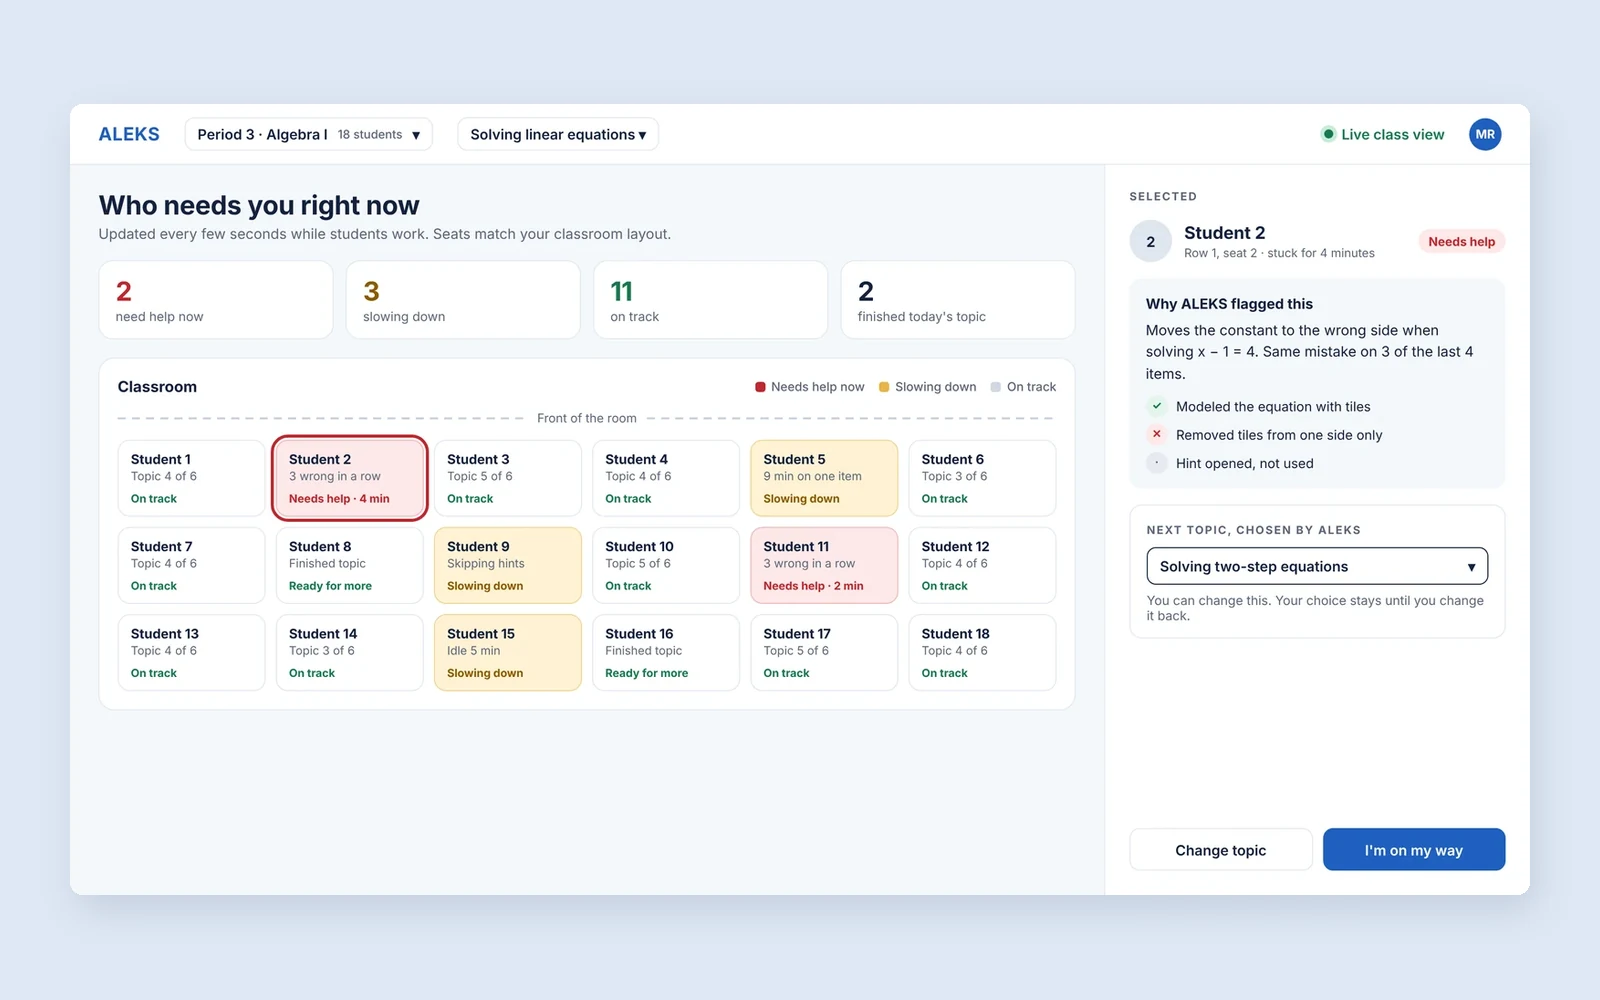 ALEKS
Period 3 · Algebra I 18 students ▾
Solving linear equations ▾
Live class view
MR
Who needs you right now
Updated every few seconds while students work. Seats match your classroom layout.
2
need help now
3
slowing down
11
on track
2
finished today's topic
Classroom
Needs help now
Slowing down
On track
Front of the room
Student 1
Topic 4 of 6
On track
Student 2
3 wrong in a row
Needs help · 4 min
Student 3
Topic 5 of 6
On track
Student 4
Topic 4 of 6
On track
Student 5
9 min on one item
Slowing down
Student 6
Topic 3 of 6
On track
Student 7
Topic 4 of 6
On track
Student 8
Finished topic
Ready for more
Student 9
Skipping hints
Slowing down
Student 10
Topic 5 of 6
On track
Student 11
3 wrong in a row
Needs help · 2 min
Student 12
Topic 4 of 6
On track
Student 13
Topic 4 of 6
On track
Student 14
Topic 3 of 6
On track
Student 15
Idle 5 min
Slowing down
Student 16
Finished topic
Ready for more
Student 17
Topic 5 of 6
On track
Student 18
Topic 4 of 6
On track
SELECTED
2
Student 2
Row 1, seat 2 · stuck for 4 minutes
Needs help
Why ALEKS flagged this
Moves the constant to the wrong side when
solving x − 1 = 4. Same mistake on 3 of the last 4
items.
✓ Modeled the equation with tiles
✕ Removed tiles from one side only
· Hint opened, not used
NEXT TOPIC, CHOSEN BY ALEKS
Solving two-step equations ▾
You can change this. Your choice stays until you change
it back.
Change topic
I'm on my way